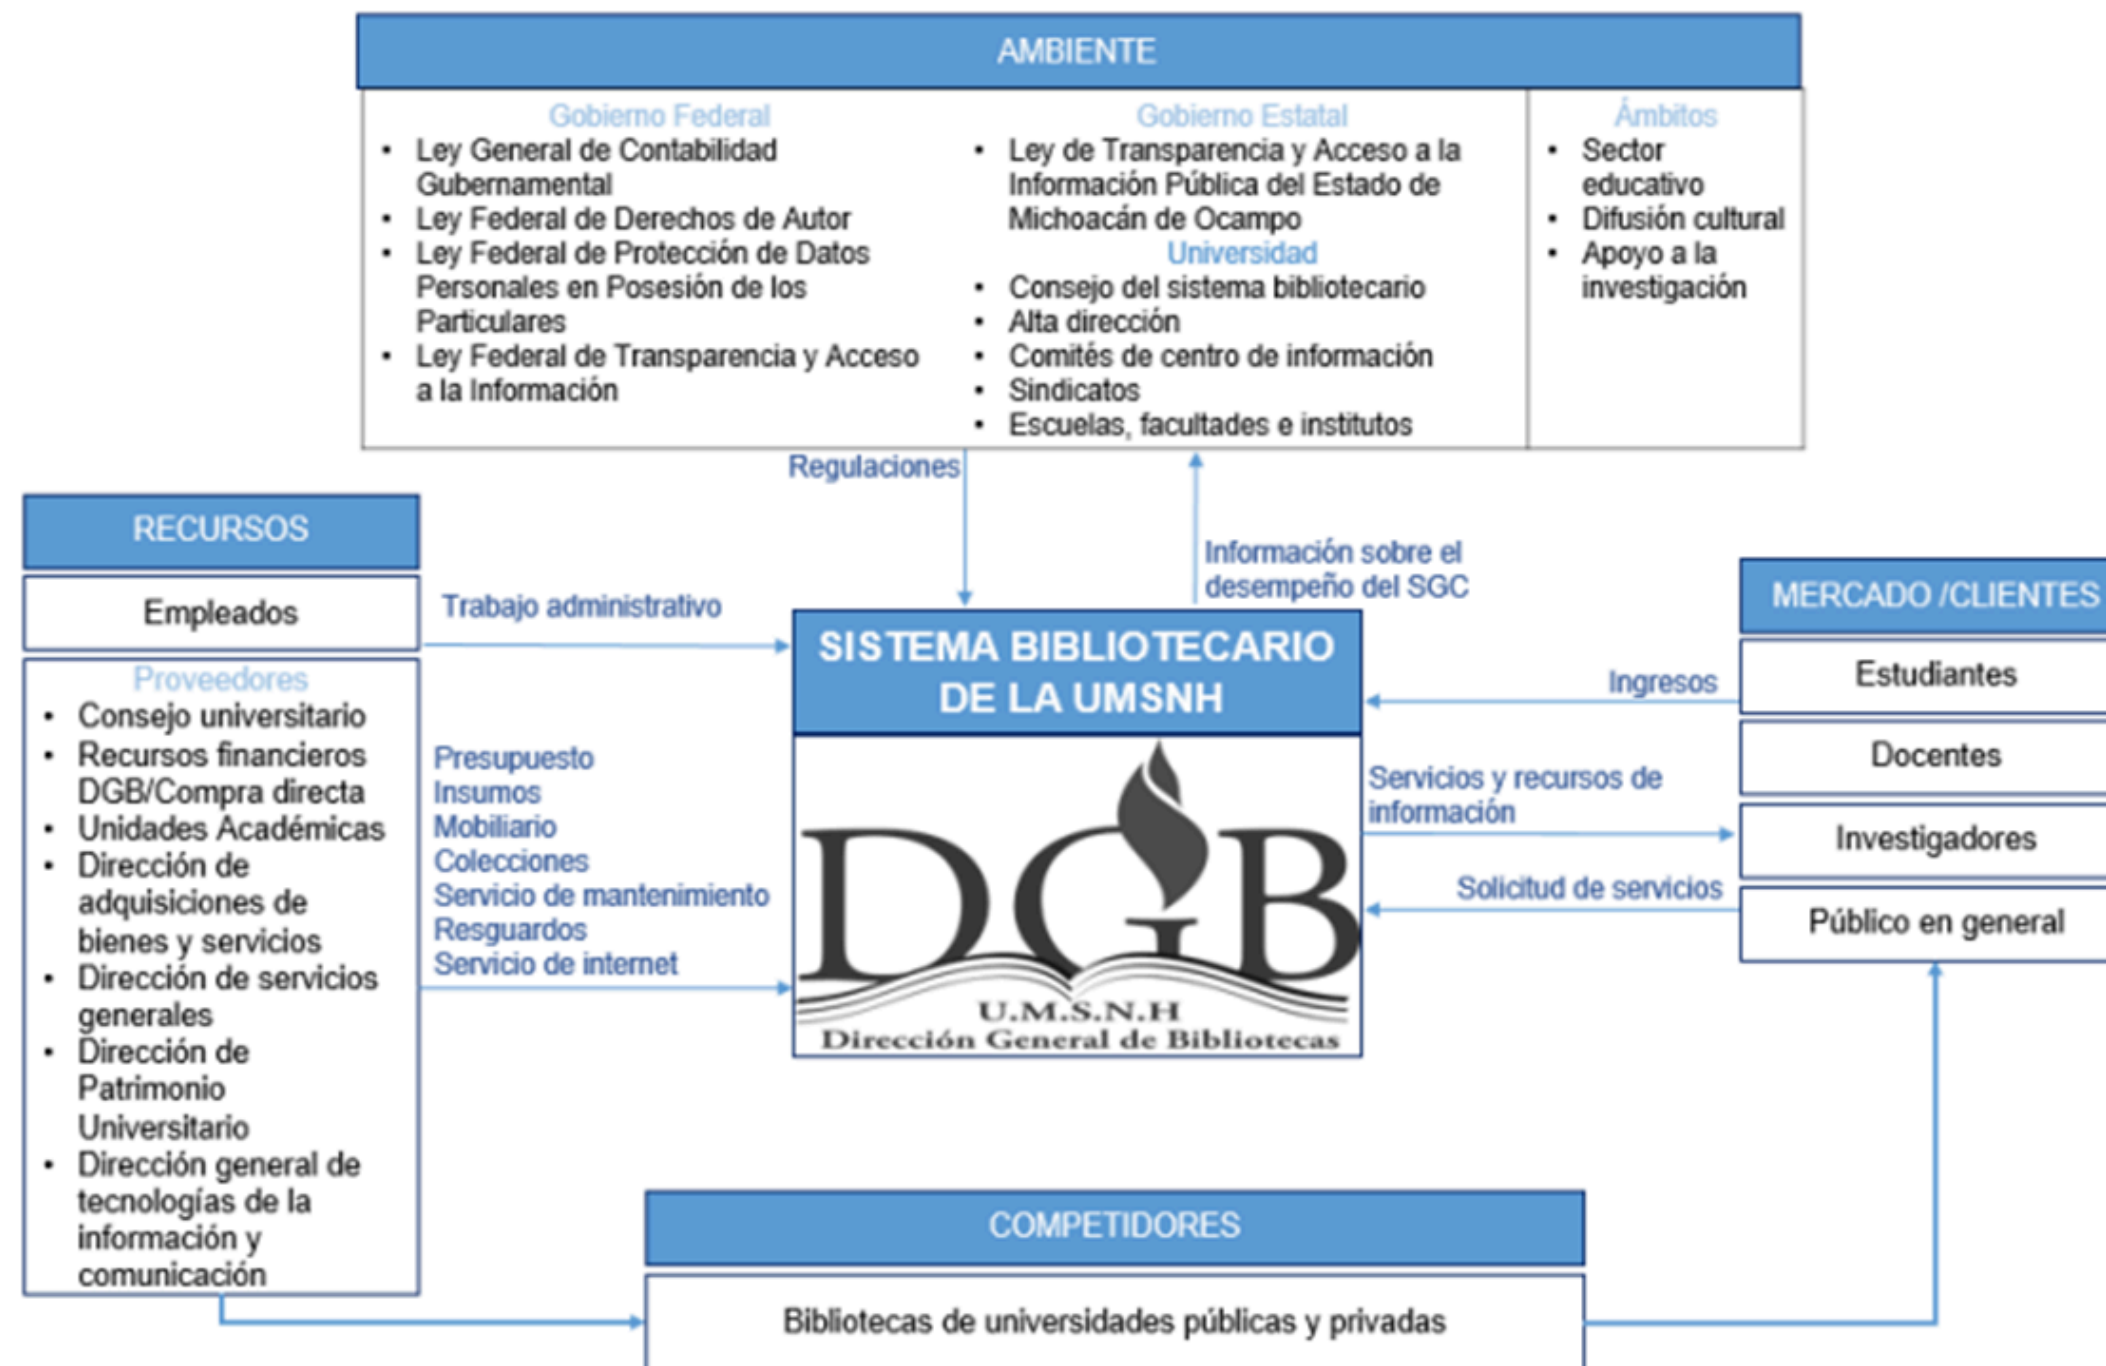 AMBIENTE
Gobierno Federal
• Ley General de Contabilidad
Gubernamental
• Ley Federal de Derechos de Autor
• Ley Federal de Protección de Datos
Personales en Posesión de los
Particulares
• Ley Federal de Transparencia y Acceso
a la Información
Gobierno Estatal
• Ley de Transparencia y Acceso a la
Información Pública del Estado de
Michoacán de Ocampo
Universidad
• Consejo del sistema bibliotecario
• Alta dirección
• Comités de centro de información
• Sindicatos
• Escuelas, facultades e institutos
Ámbitos
• Sector
educativo
• Difusión cultural
• Apoyo a la
investigación
Regulaciones
Información sobre el
desempeño del SGC
RECURSOS
Empleados
Proveedores
• Consejo universitario
• Recursos financieros
DGB/Compra directa
• Unidades Académicas
• Dirección de
adquisiciones de
bienes y servicios
• Dirección de servicios
generales
• Dirección de
Patrimonio
Universitario
• Dirección general de
tecnologías de la
información y
comunicación
Trabajo administrativo
Presupuesto
Insumos
Mobiliario
Colecciones
Servicio de mantenimiento
Resguardos
Servicio de internet
SISTEMA BIBLIOTECARIO
DE LA UMSNH
DGB
U.M.S.N.H
Dirección General de Bibliotecas
Ingresos
Servicios y recursos de
información
Solicitud de servicios
MERCADO /CLIENTES
Estudiantes
Docentes
Investigadores
Público en general
COMPETIDORES
Bibliotecas de universidades públicas y privadas